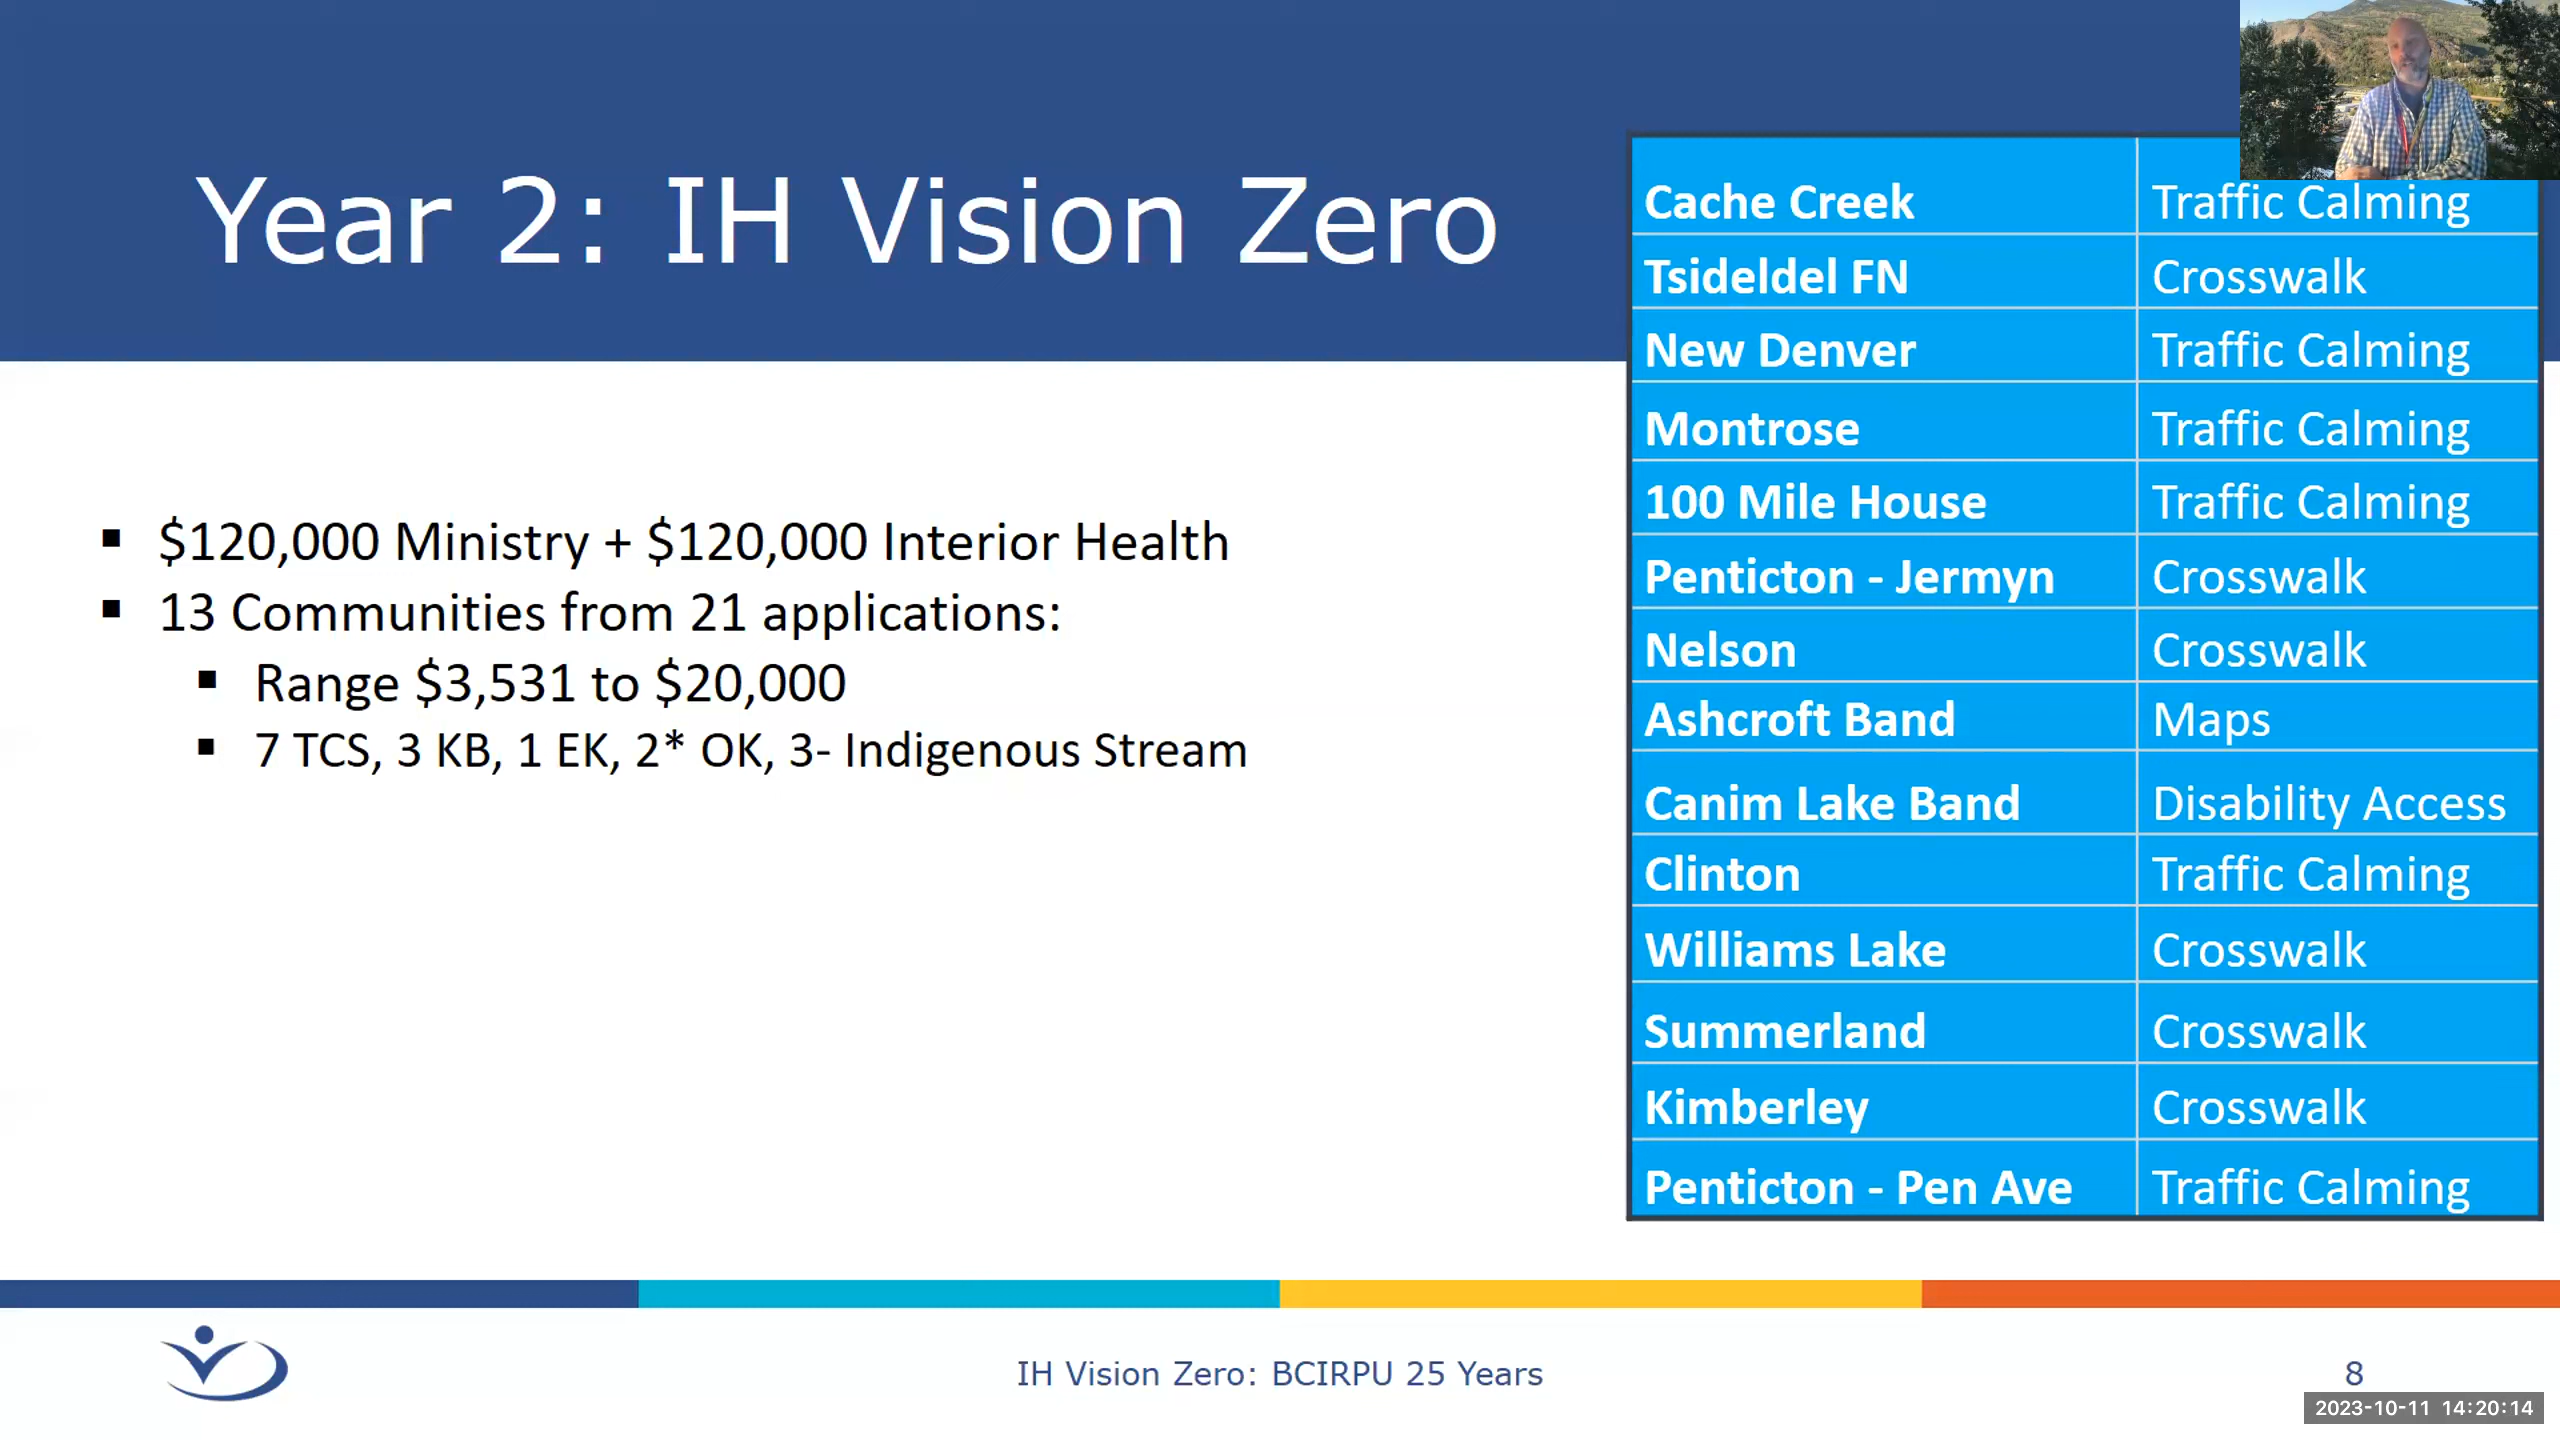 Year 2: IH Vision Zero
▪ $120,000 Ministry + $120,000 Interior Health
▪ 13 Communities from 21 applications:
▪ Range $3,531 to $20,000
▪ 7 TCS, 3 KB, 1 EK, 2* OK, 3- Indigenous Stream
Cache Creek Traffic Calming
Tsideldel FN Crosswalk
New Denver Traffic Calming
Montrose Traffic Calming
100 Mile House Traffic Calming
Penticton - Jermyn Crosswalk
Nelson Crosswalk
Ashcroft Band Maps
Canim Lake Band Disability Access
Clinton Traffic Calming
Williams Lake Crosswalk
Summerland Crosswalk
Kimberley Crosswalk
Penticton - Pen Ave Traffic Calming
IH Vision Zero: BCIRPU 25 Years
8
2023-10-11 14:20:14